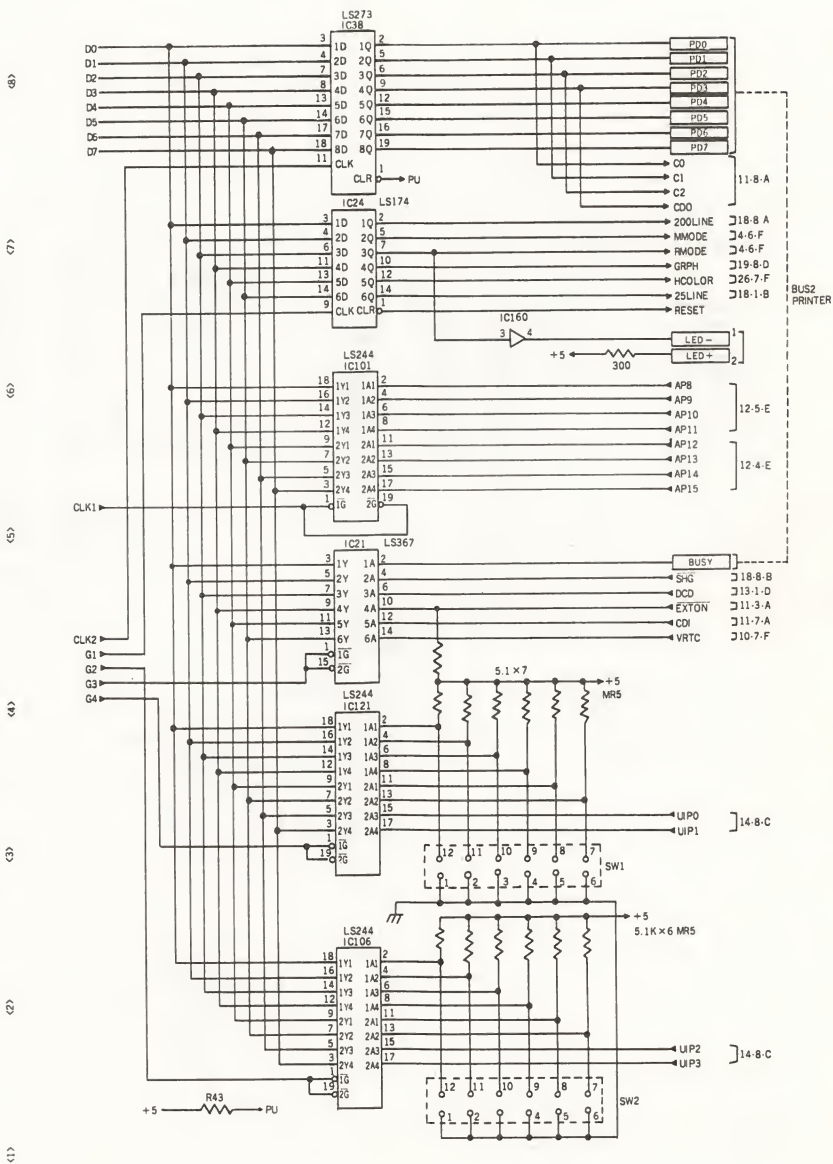 LS273
IC38
D0
D1
D2
D3
D4
D5
D6
D7
3 1D 1Q 2
4 2D 2Q 5
7 3D 3Q 6
8 4D 4Q 9
13 5D 5Q 12
14 6D 6Q 15
17 7D 7Q 16
18 8D 8Q 19
11 CLK
CLR 1
PU
PD0
PD1
PD2
PD3
PD4
PD5
PD6
PD7
C0
C1
C2
CDO
11·8·A
IC24 LS174
3 1D 1Q 2
4 2D 2Q 5
6 3D 3Q 7
11 4D 4Q 10
13 5D 5Q 12
14 6D 6Q 14
9 CLK CLR 1
200LINE 18·8 A
MMODE 4·6·F
RMODE 4·6·F
GRPH 19·8·D
HCOLOR 26·7·F
25LINE 18·1·B
RESET
BUS2
PRINTER
IC160
3 4
LED- 1
+5 300 LED+ 2
LS244
IC101
18 1Y1 1A1 2
16 1Y2 1A2 4
14 1Y3 1A3 6
12 1Y4 1A4 8
9 2Y1 2A1 11
7 2Y2 2A2 13
5 2Y3 2A3 15
3 2Y4 2A4 17
1 1G 2G 19
AP8
AP9
AP10
AP11
12·5·E
AP12
AP13
AP14
AP15
12·4·E
CLK1
IC21 LS367
3 1Y 1A 2
5 2Y 2A 4
7 3Y 3A 6
9 4Y 4A 10
11 5Y 5A 12
13 6Y 6A 14
1 1G
15 2G
BUSY
SHG 18·8·B
DCD 13·1·D
EXTON 11·3·A
CDI 11·7·A
VRTC 10·7·F
CLK2
G1
G2
G3
G4
5.1×7
+5
MR5
LS244
IC121
18 1Y1 1A1 2
16 1Y2 1A2 4
14 1Y3 1A3 6
12 1Y4 1A4 8
9 2Y1 2A1 11
7 2Y2 2A2 13
5 2Y3 2A3 15
3 2Y4 2A4 17
1 1G
19 2G
UIP0
UIP1
14·8·C
12 11 10 9 8 7
1 2 3 4 5 6
SW1
+5
5.1K×6 MR5
LS244
IC106
18 1Y1 1A1 2
16 1Y2 1A2 4
14 1Y3 1A3 6
12 1Y4 1A4 8
9 2Y1 2A1 11
7 2Y2 2A2 13
5 2Y3 2A3 15
3 2Y4 2A4 17
1 1G
19 2G
UIP2
UIP3
14·8·C
12 11 10 9 8 7
1 2 3 4 5 6
SW2
+5 R43 PU
<8>
<7>
<6>
<5>
<4>
<3>
<2>
<1>